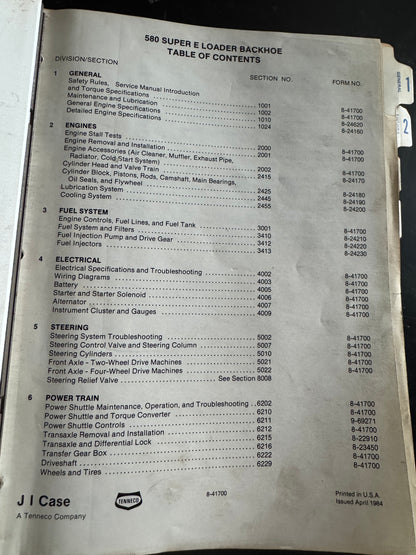 580 SUPER E LOADER BACKHOE
TABLE OF CONTENTS
DIVISION/SECTION SECTION NO. FORM NO.
1 GENERAL
Safety Rules, Service Manual Introduction
and Torque Specifications ........ 1001 8-41700
Maintenance and Lubrication ........ 1002 8-41700
General Engine Specifications ........ 1010 8-24620
Detailed Engine Specifications ........ 1024 8-24160
2 ENGINES
Engine Stall Tests ........ 2000 8-41700
Engine Removal and Installation ........ 2001 8-41700
Engine Accessories (Air Cleaner, Muffler, Exhaust Pipe,
Radiator, Cold Start System) ........ 2002 8-41700
Cylinder Head and Valve Train ........ 2415 8-24170
Cylinder Block, Pistons, Rods, Camshaft, Main Bearings,
Oil Seals, and Flywheel ........ 2425 8-24180
Lubrication System ........ 2445 8-24190
Cooling System ........ 2455 8-24200
3 FUEL SYSTEM
Engine Controls, Fuel Lines, and Fuel Tank ........ 3001 8-41700
Fuel System and Filters ........ 3410 8-24210
Fuel Injection Pump and Drive Gear ........ 3412 8-24220
Fuel Injectors ........ 3413 8-24230
4 ELECTRICAL
Electrical Specifications and Troubleshooting ........ 4002 8-41700
Wiring Diagrams ........ 4003 8-41700
Battery ........ 4005 8-41700
Starter and Starter Solenoid ........ 4006 8-41700
Alternator ........ 4007 8-41700
Instrument Cluster and Gauges ........ 4009 8-41700
5 STEERING
Steering System Troubleshooting ........ 5002 8-41700
Steering Control Valve and Steering Column ........ 5007 8-41700
Steering Cylinders ........ 5010 8-41700
Front Axle - Two-Wheel Drive Machines ........ 5021 8-41700
Front Axle - Four-Wheel Drive Machines ........ 5022 8-41700
Steering Relief Valve ........ See Section 8008
6 POWER TRAIN
Power Shuttle Maintenance, Operation, and Troubleshooting .. 6202 8-41700
Power Shuttle and Torque Converter ........ 6210 8-41700
Power Shuttle Controls ........ 6211 9-69271
Transaxle Removal and Installation ........ 6212 8-41700
Transaxle and Differential Lock ........ 6215 8-22910
Transfer Gear Box ........ 6216 8-23450
Driveshaft ........ 6222 8-41700
Wheels and Tires ........ 6229 8-41700
J I Case
A Tenneco Company
TENNECO
8-41700
Printed in U.S.A.
Issued April 1984
1
GENERAL
2